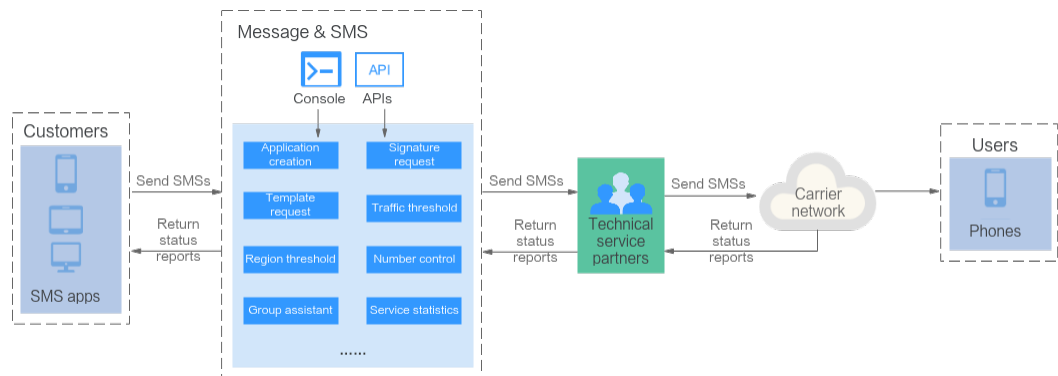 Message & SMS
API
Console
APIs
Customers
SMS apps
Send SMSs
Return
status
reports
Application
creation
Signature
request
Template
request
Traffic threshold
Region threshold
Number control
Group assistant
Service statistics
......
Send SMSs
Return
status
reports
Technical
service
partners
Send SMSs
Return
status
reports
Carrier
network
Users
Phones